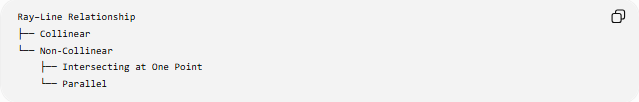 Ray–Line Relationship
├── Collinear
└── Non-Collinear
    ├── Intersecting at One Point
    └── Parallel